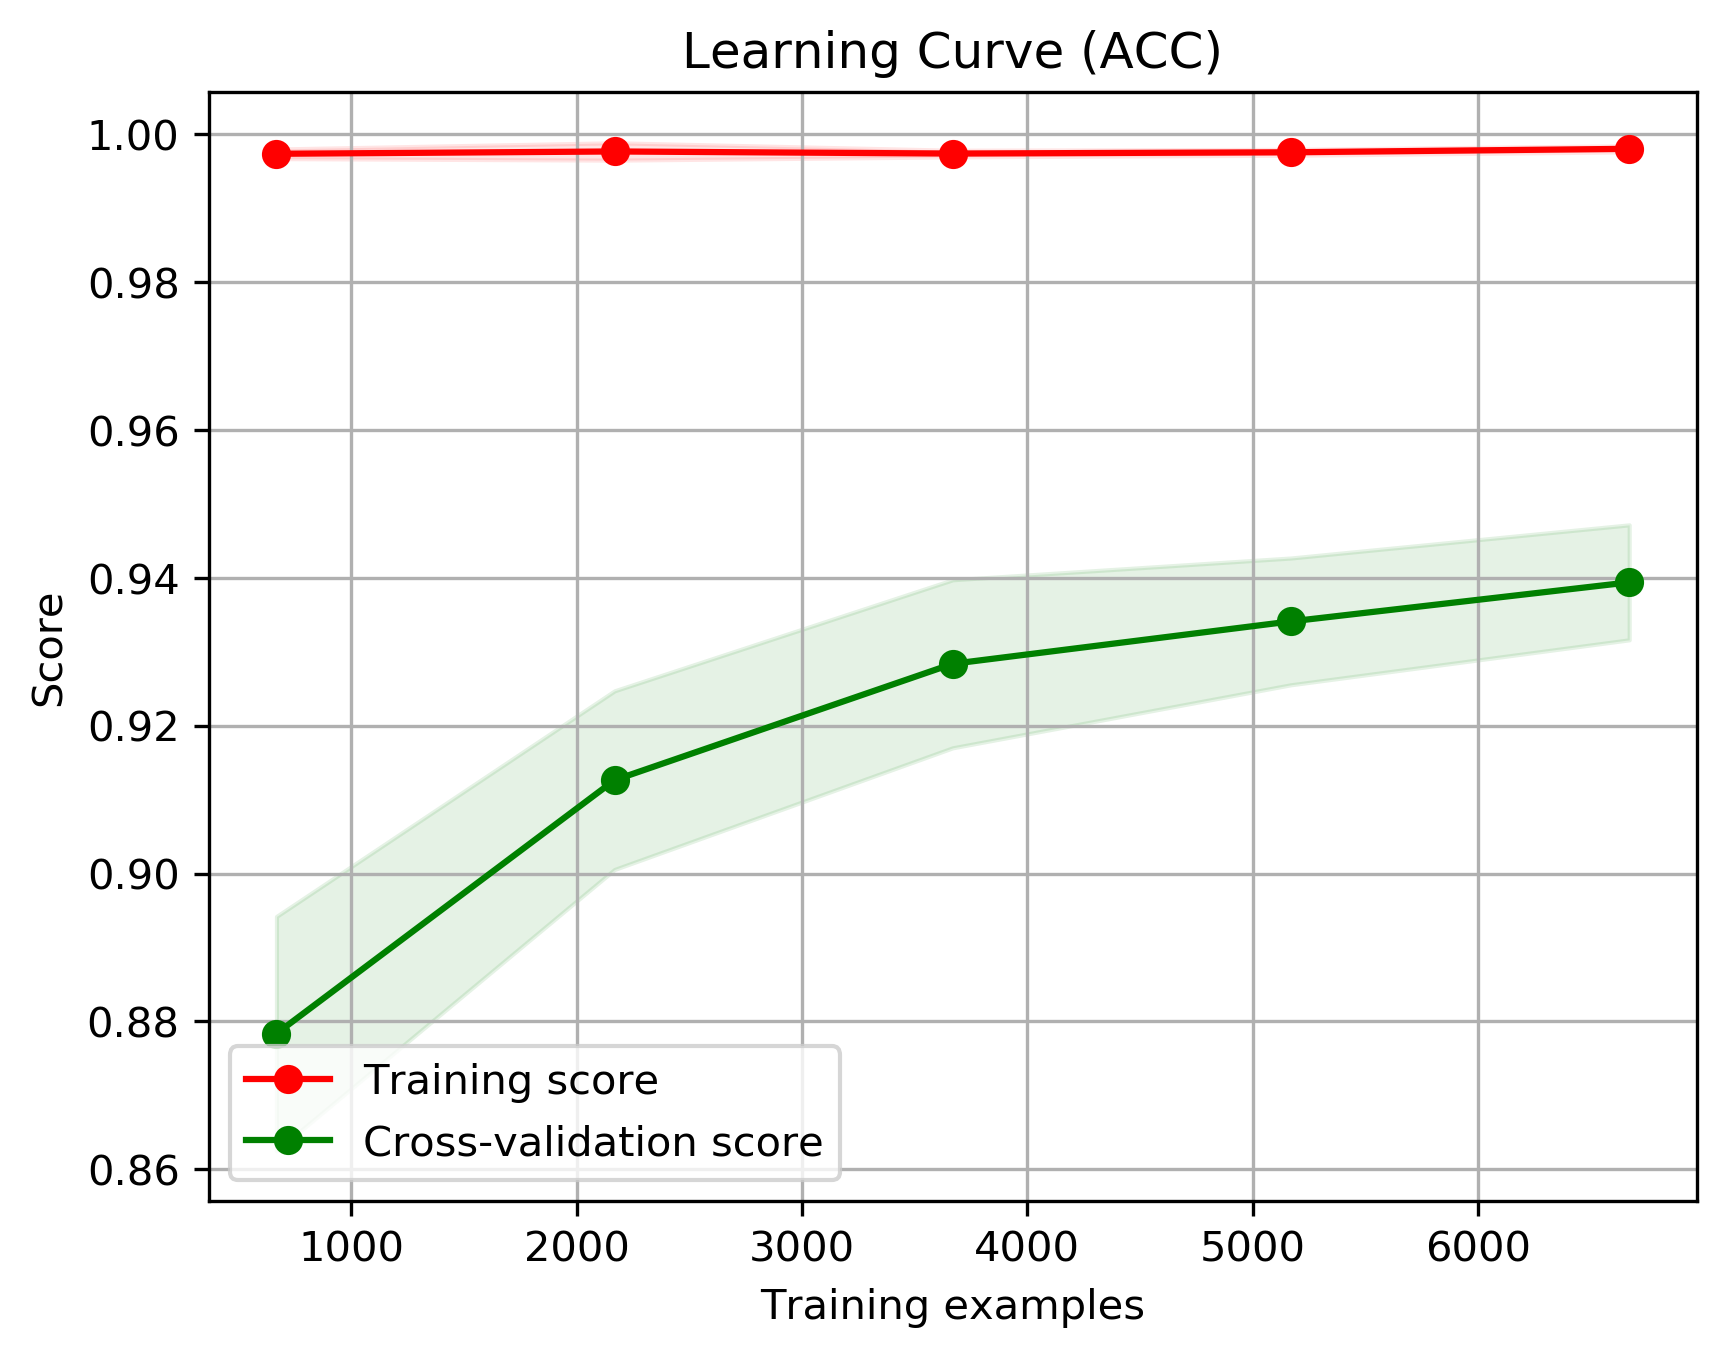 Learning Curve (ACC)
1.00
0.98
0.96
0.94
0.92
0.90
0.88
0.86
Score
Training score
Cross-validation score
1000 2000 3000 4000 5000 6000
Training examples